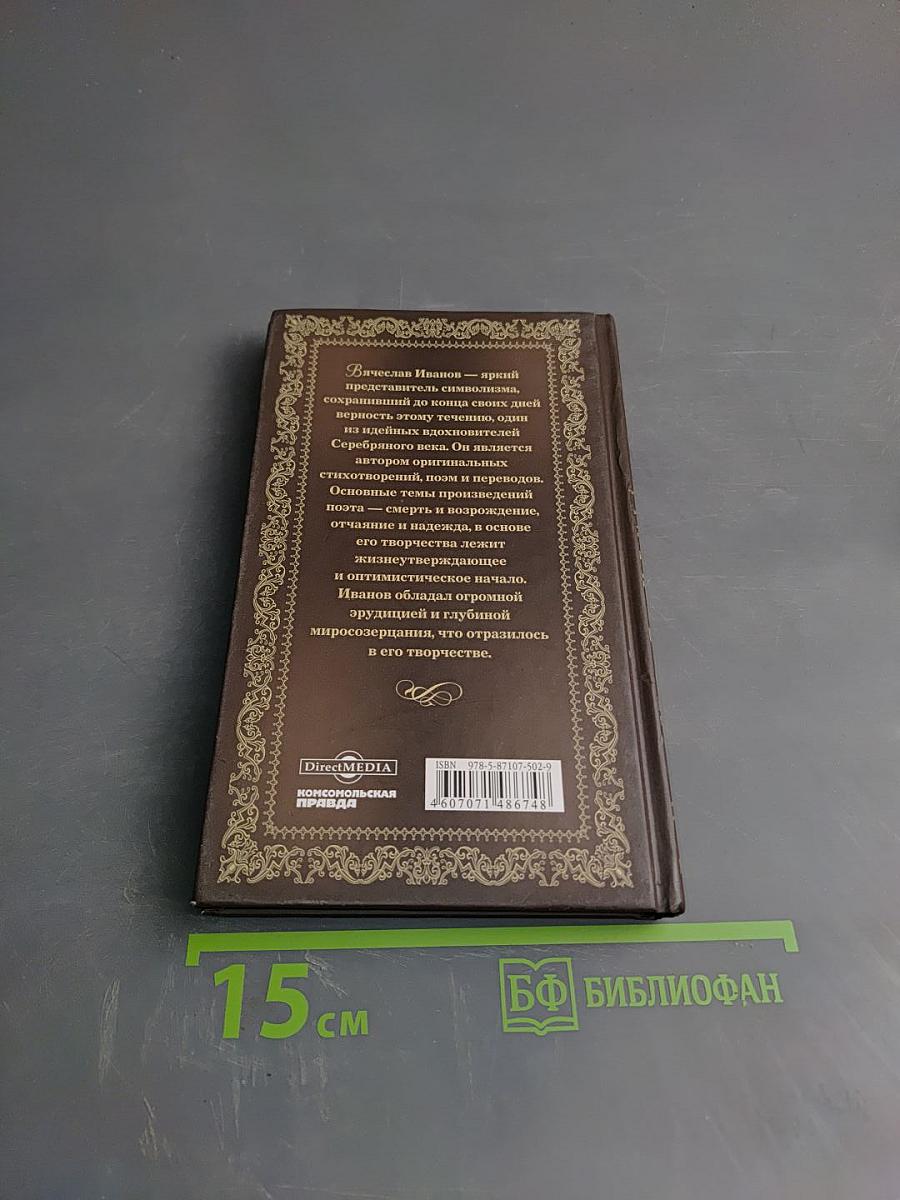 Вячеслав Иванов — яркий
представитель символизма,
сохранивший до конца своих дней
верность этому течению, один
из идейных вдохновителей
Серебряного века. Он является
автором оригинальных
стихотворений, поэм и переводов.
Основные темы произведений
поэта — смерть и возрождение,
отчаяние и надежда, в основе
его творчества лежит
жизнеутверждающее
и оптимистическое начало.
Иванов обладал огромной
эрудицией и глубиной
миросозерцания, что отразилось
в его творчестве.
DirectMEDIA
КОМСОМОЛЬСКАЯ
ПРАВДА
ISBN 978-5-87107-502-9
4607071486748
15 см
БФ БИБЛИОФАН